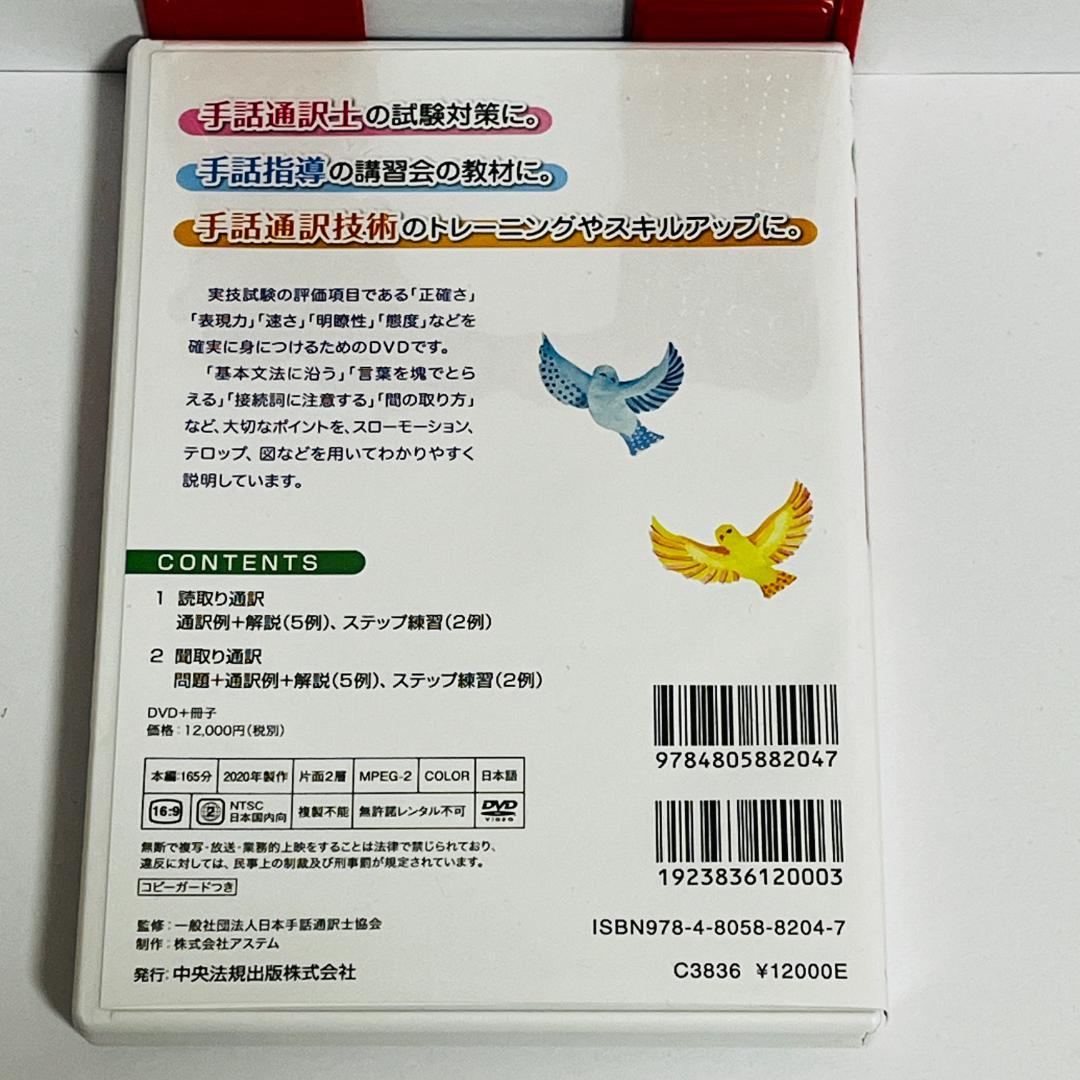 手話通訳士の試験対策に。
手話指導の講習会の教材に。
手話通訳技術のトレーニングやスキルアップに。
実技試験の評価項目である「正確さ」
「表現力」「速さ」「明瞭性」「態度」などを
確実に身につけるためのDVDです。
「基本文法に沿う」「言葉を塊でとら
える」「接続詞に注意する」「間の取り方」
など、大切なポイントを、スローモーション、
テロップ、図などを用いてわかりやすく
説明しています。
CONTENTS
1 読取り通訳
通訳例+解説(5例)、ステップ練習(2例)
2 聞取り通訳
問題+通訳例+解説(5例)、ステップ練習(2例)
DVD+冊子
価格:12,000円(税別)
本編:165分 2020年製作 片面2層 MPEG-2 COLOR 日本語
16:9 2 NTSC 日本国内向 複製不能 無許諾レンタル不可 DVD VIDEO
無断で複写・放送・業務的上映をすることは法律で禁じられており、
違反に対しては、民事上の制裁及び刑事罰が規定されています。
コピーガードつき
監修:一般社団法人日本手話通訳士協会
制作:株式会社アステム
発行:中央法規出版株式会社
9784805882047
1923836120003
ISBN978-4-8058-8204-7
C3836 ¥12000E